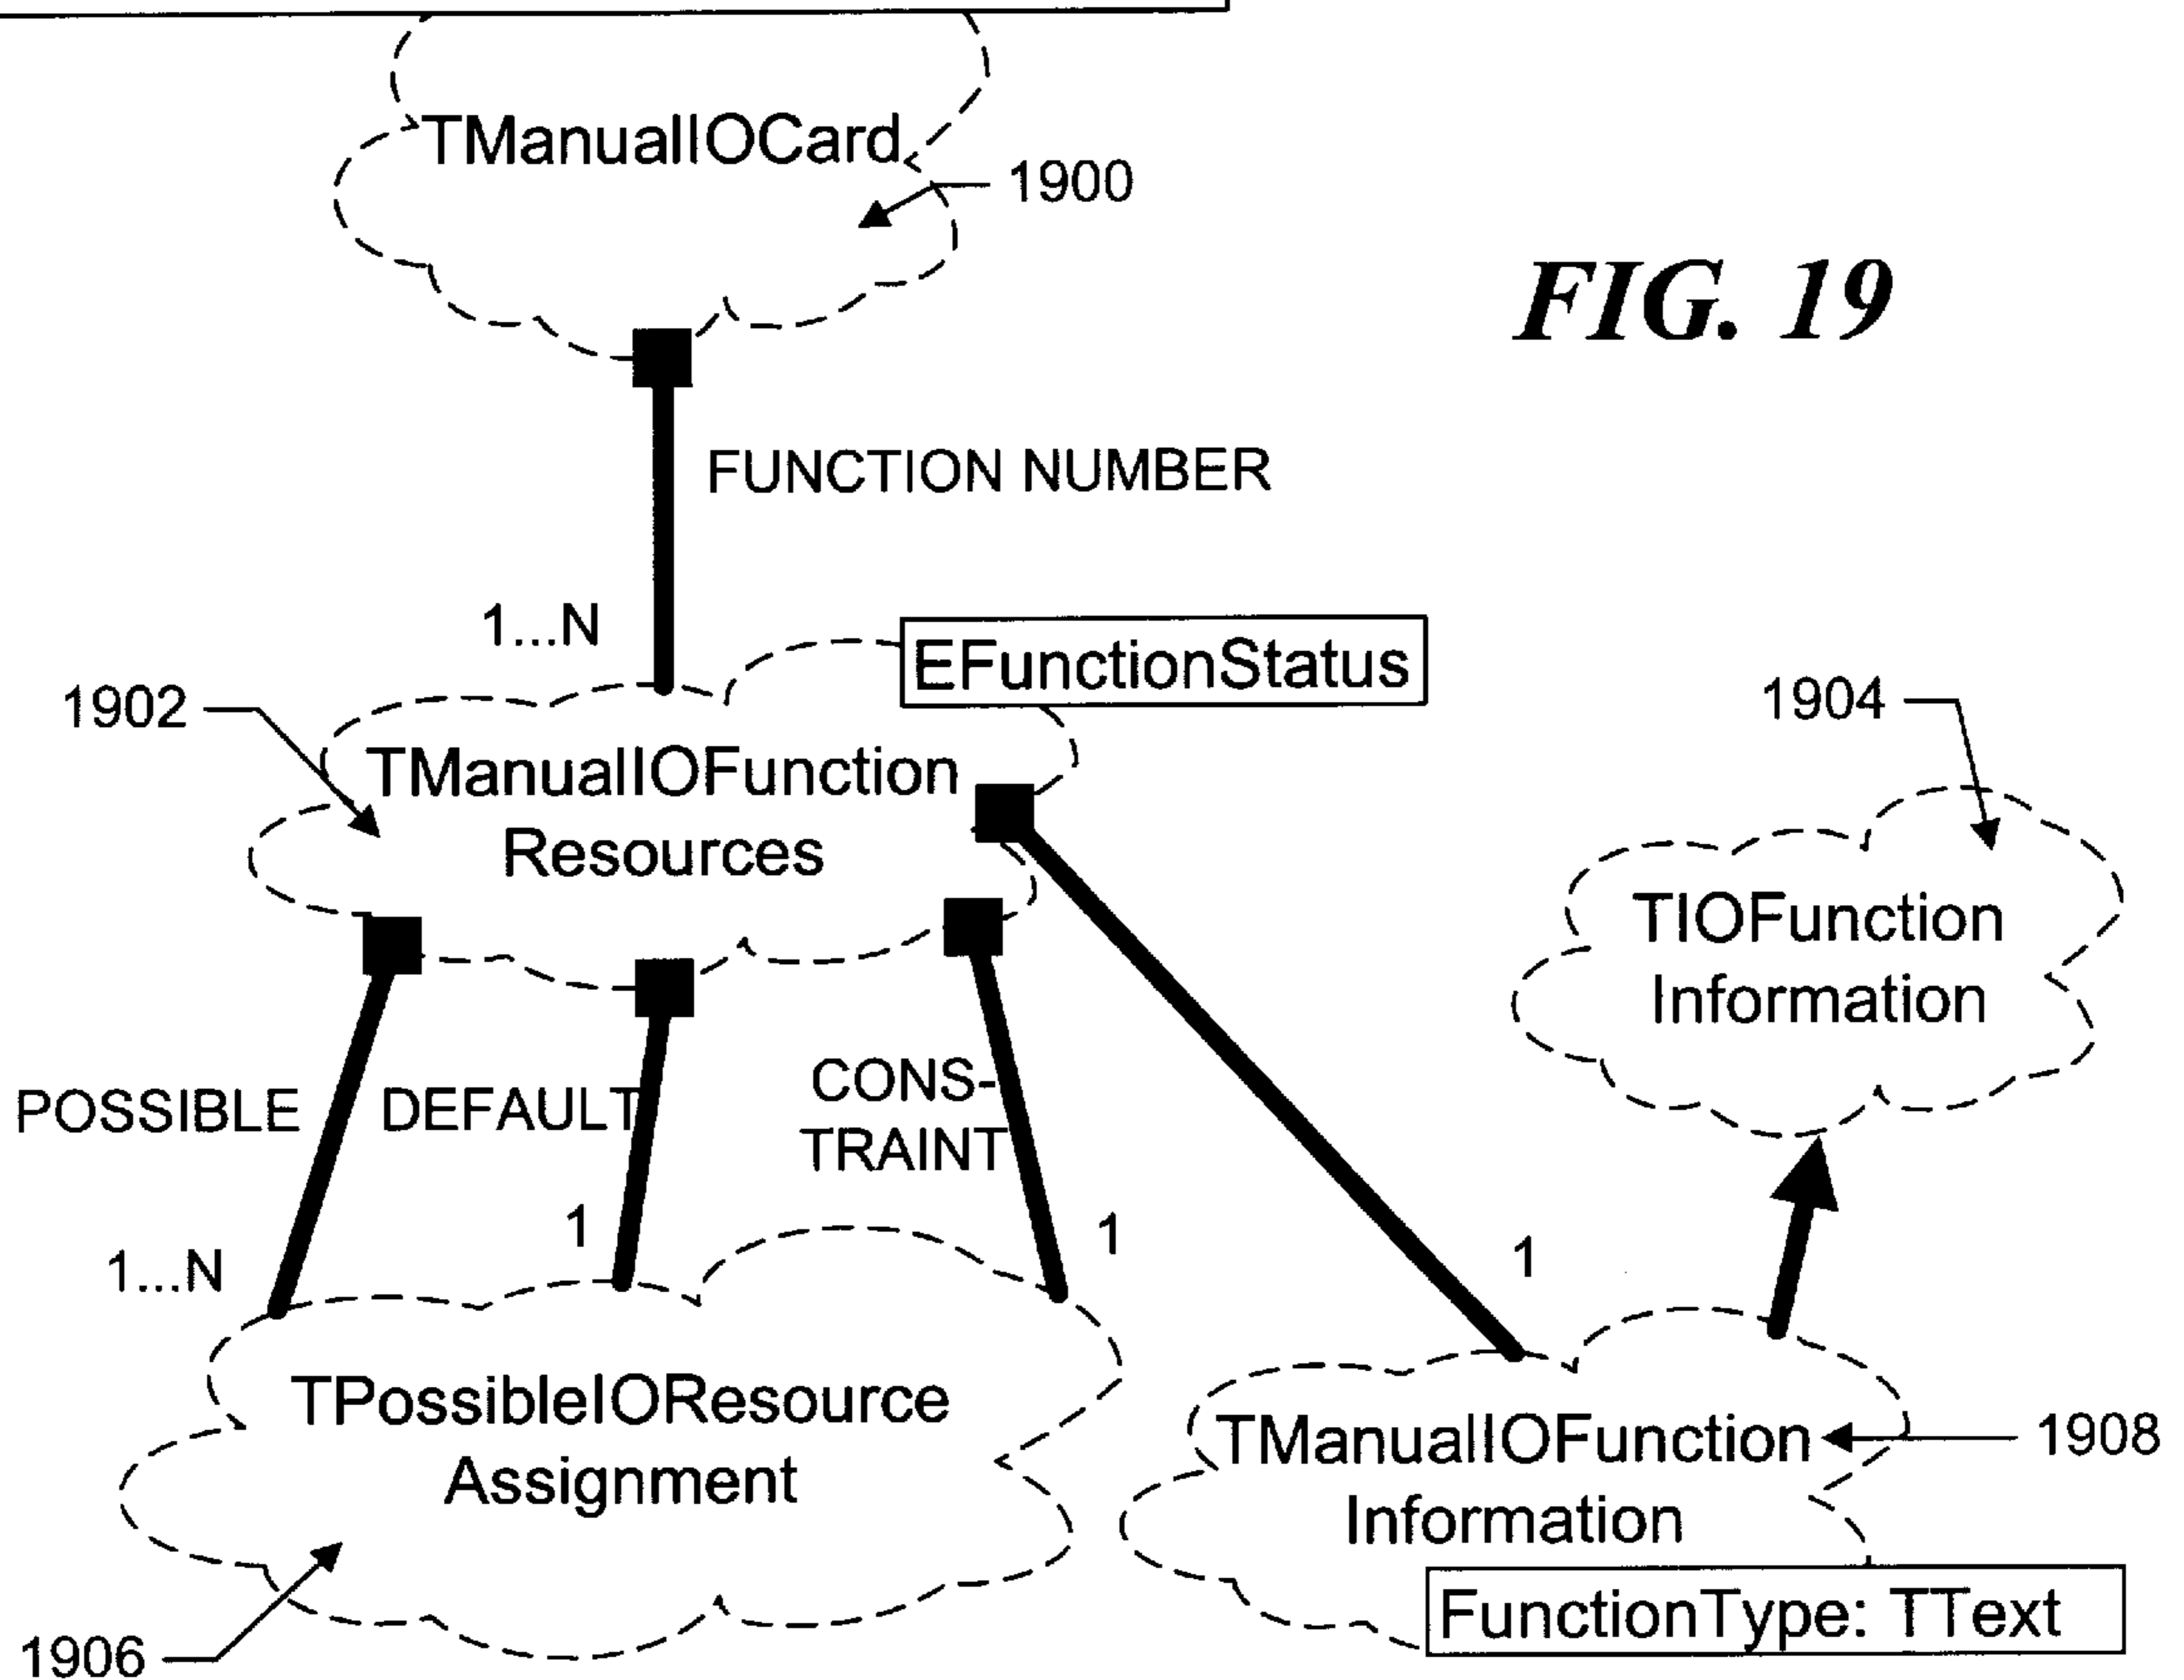 TManualIOCard
1900
FIG. 19
FUNCTION NUMBER
1...N
EFunctionStatus
1902
1904
TManualIOFunction
Resources
TIOFunction
Information
POSSIBLE
DEFAULT
CONS-
TRAINT
1...N
1
1
1
TPossibleIOResource
Assignment
TManualIOFunction
Information
1908
FunctionType: TText
1906